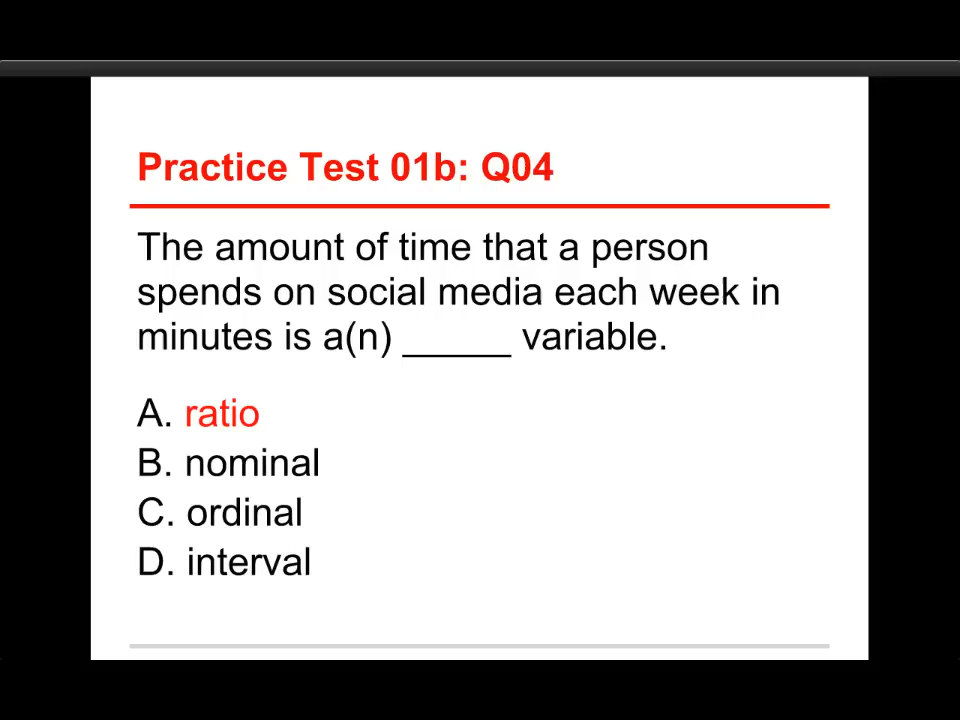 Practice Test 01b: Q04
The amount of time that a person
spends on social media each week in
minutes is a(n) _____ variable.
A. ratio
B. nominal
C. ordinal
D. interval